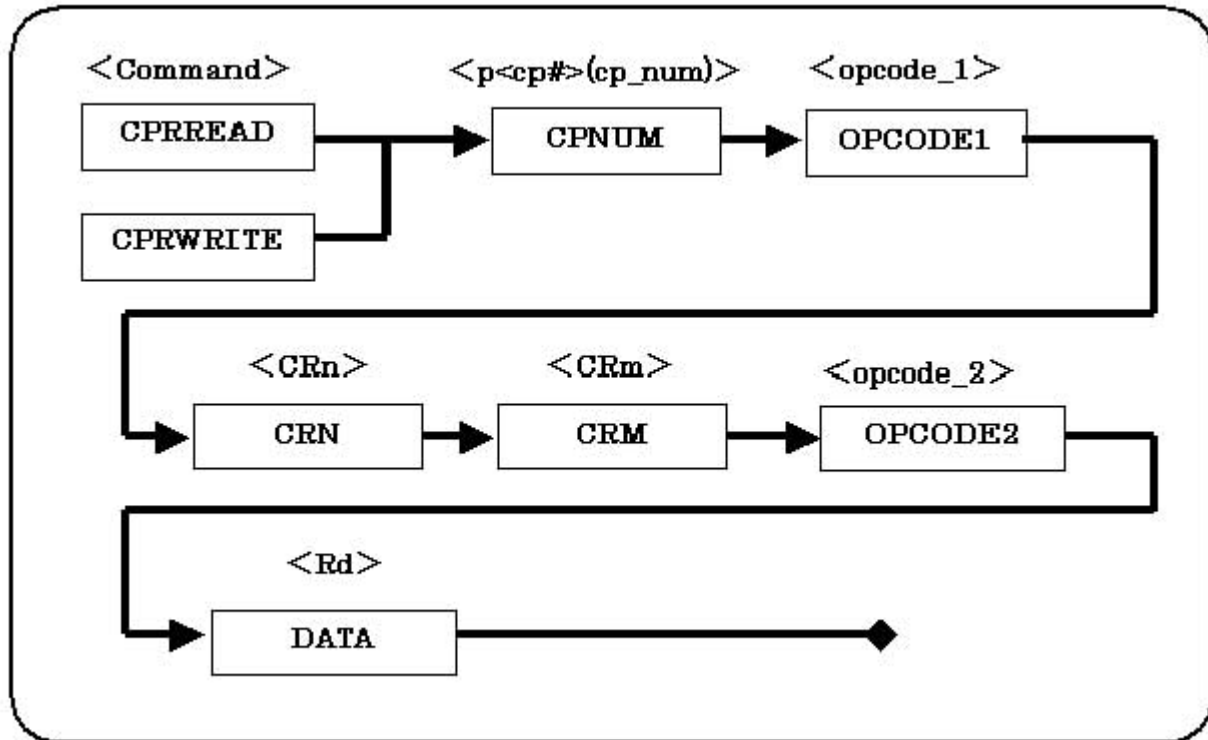 <Command> <p<cp#>(cp_num)> <opcode_1>
CPRREAD CPNUM OPCODE1
CPRWRITE
<CRn> <CRm> <opcode_2>
CRN CRM OPCODE2
<Rd>
DATA